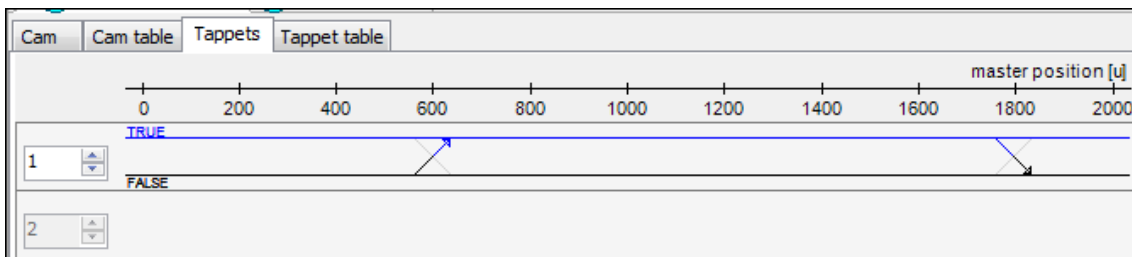 Cam Cam table Tappets Tappet table
master position [u]
0 200 400 600 800 1000 1200 1400 1600 1800 2000
TRUE
1
FALSE
2